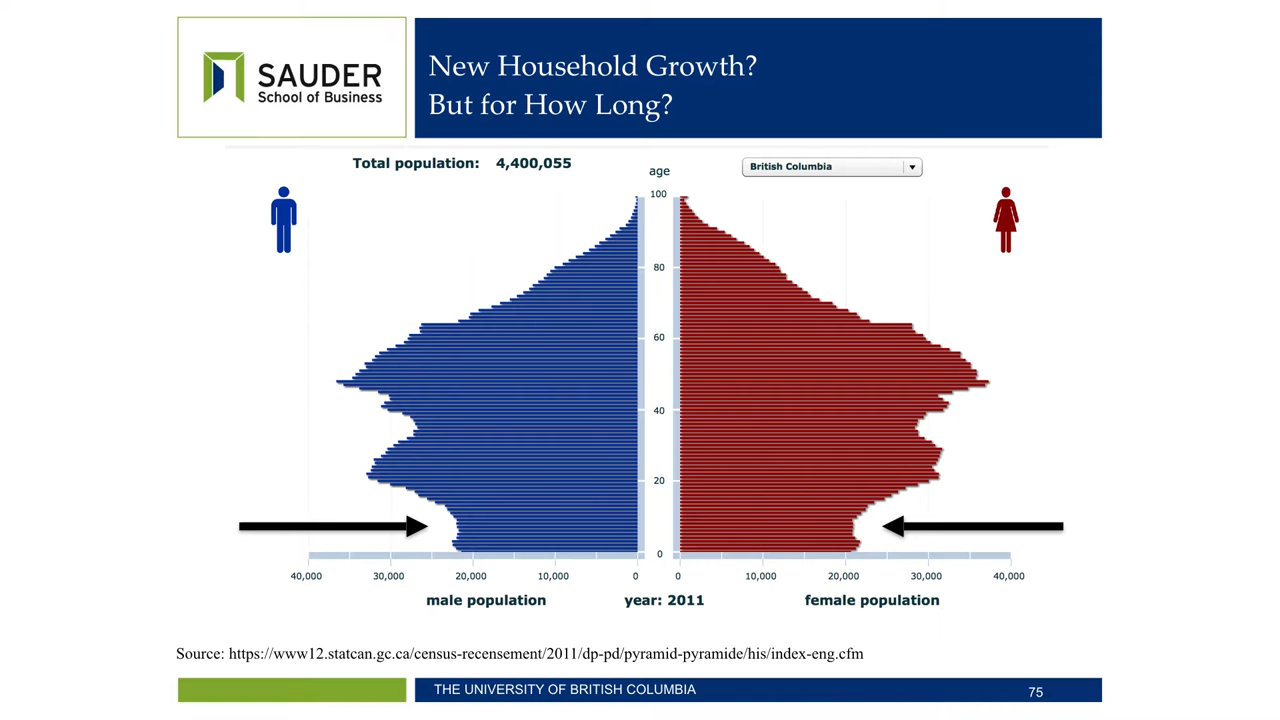 SAUDER
School of Business
New Household Growth?
But for How Long?
Total population: 4,400,055
age
British Columbia
100
80
60
40
20
0
40,000 30,000 20,000 10,000 0
0 10,000 20,000 30,000 40,000
male population
year: 2011
female population
Source: https://www12.statcan.gc.ca/census-recensement/2011/dp-pd/pyramid-pyramide/his/index-eng.cfm
THE UNIVERSITY OF BRITISH COLUMBIA
75